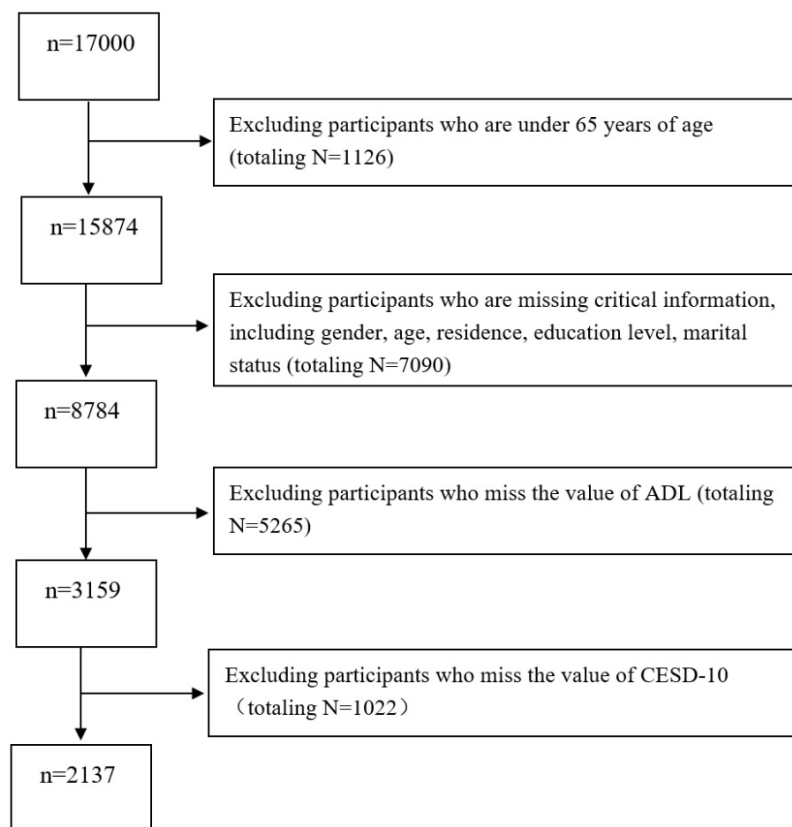 n=17000
Excluding participants who are under 65 years of age
(totaling N=1126)
n=15874
Excluding participants who are missing critical information,
including gender, age, residence, education level, marital
status (totaling N=7090)
n=8784
Excluding participants who miss the value of ADL (totaling
N=5265)
n=3159
Excluding participants who miss the value of CESD-10
（totaling N=1022）
n=2137